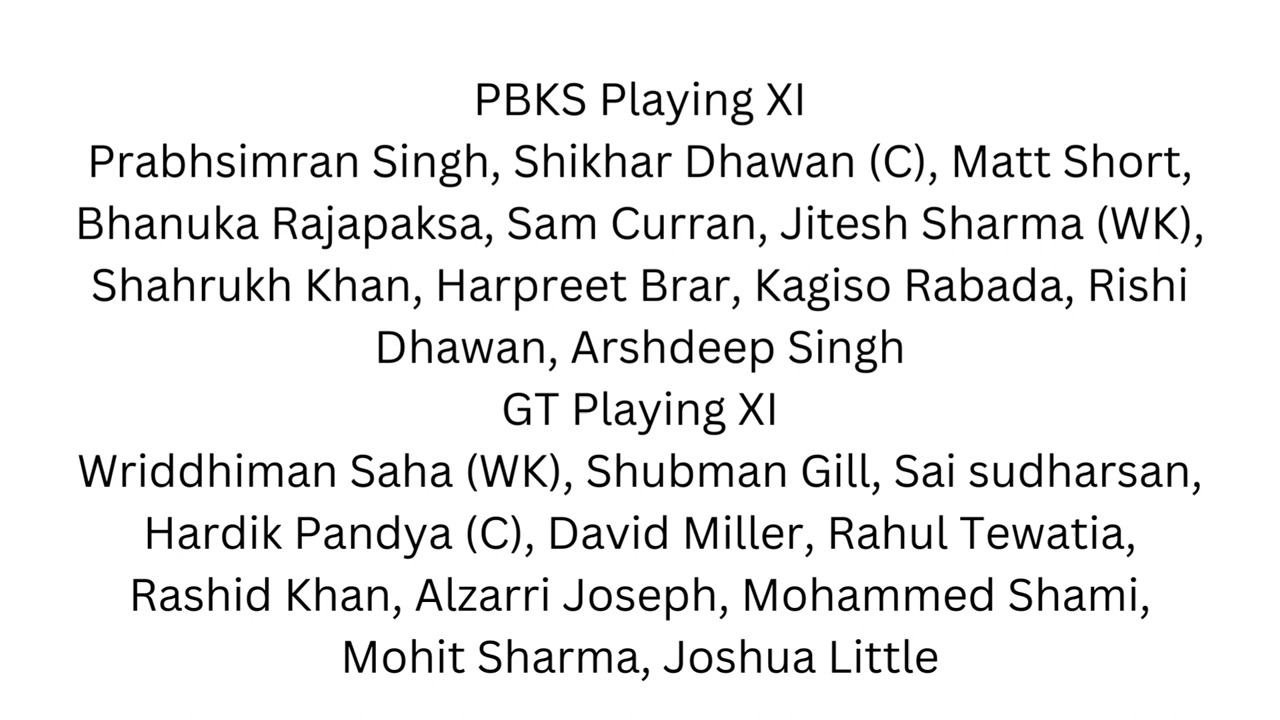 PBKS Playing XI
Prabhsimran Singh, Shikhar Dhawan (C), Matt Short,
Bhanuka Rajapaksa, Sam Curran, Jitesh Sharma (WK),
Shahrukh Khan, Harpreet Brar, Kagiso Rabada, Rishi
Dhawan, Arshdeep Singh
GT Playing XI
Wriddhiman Saha (WK), Shubman Gill, Sai sudharsan,
Hardik Pandya (C), David Miller, Rahul Tewatia,
Rashid Khan, Alzarri Joseph, Mohammed Shami,
Mohit Sharma, Joshua Little